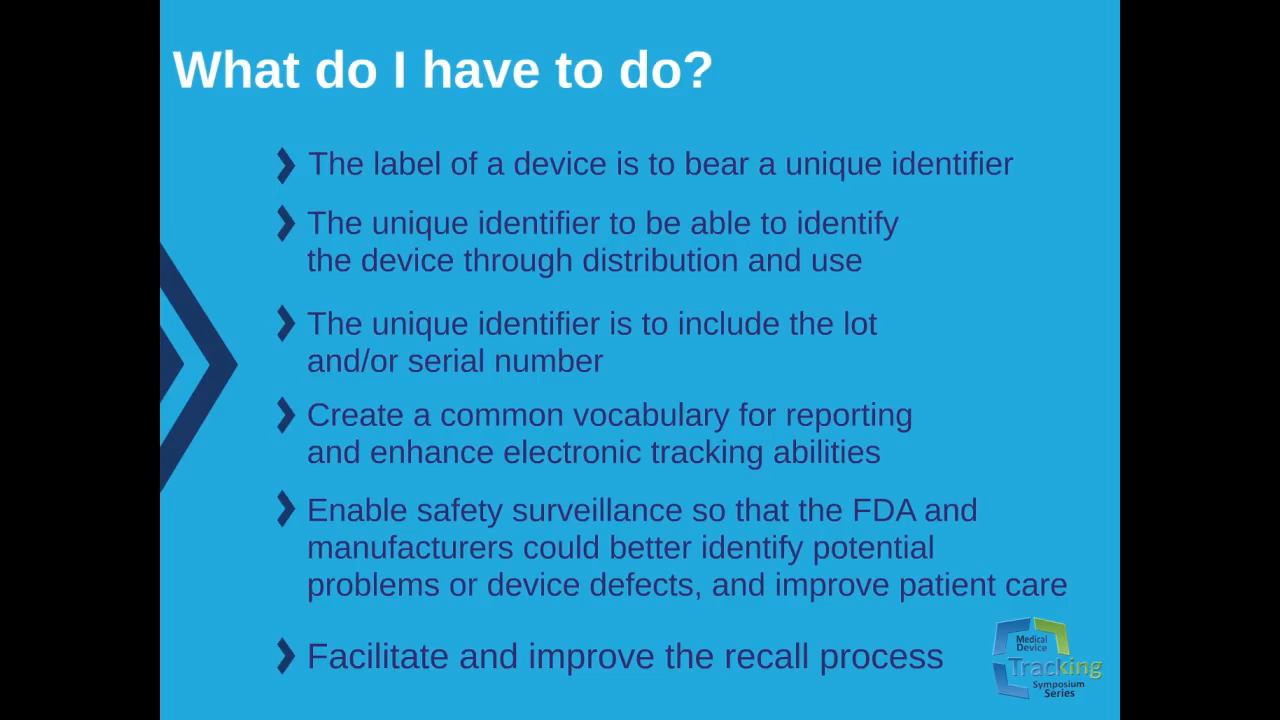 What do I have to do?
The label of a device is to bear a unique identifier
The unique identifier to be able to identify
the device through distribution and use
The unique identifier is to include the lot
and/or serial number
Create a common vocabulary for reporting
and enhance electronic tracking abilities
Enable safety surveillance so that the FDA and
manufacturers could better identify potential
problems or device defects, and improve patient care
Facilitate and improve the recall process
Medical
Device
Tracking
Symposium
Series